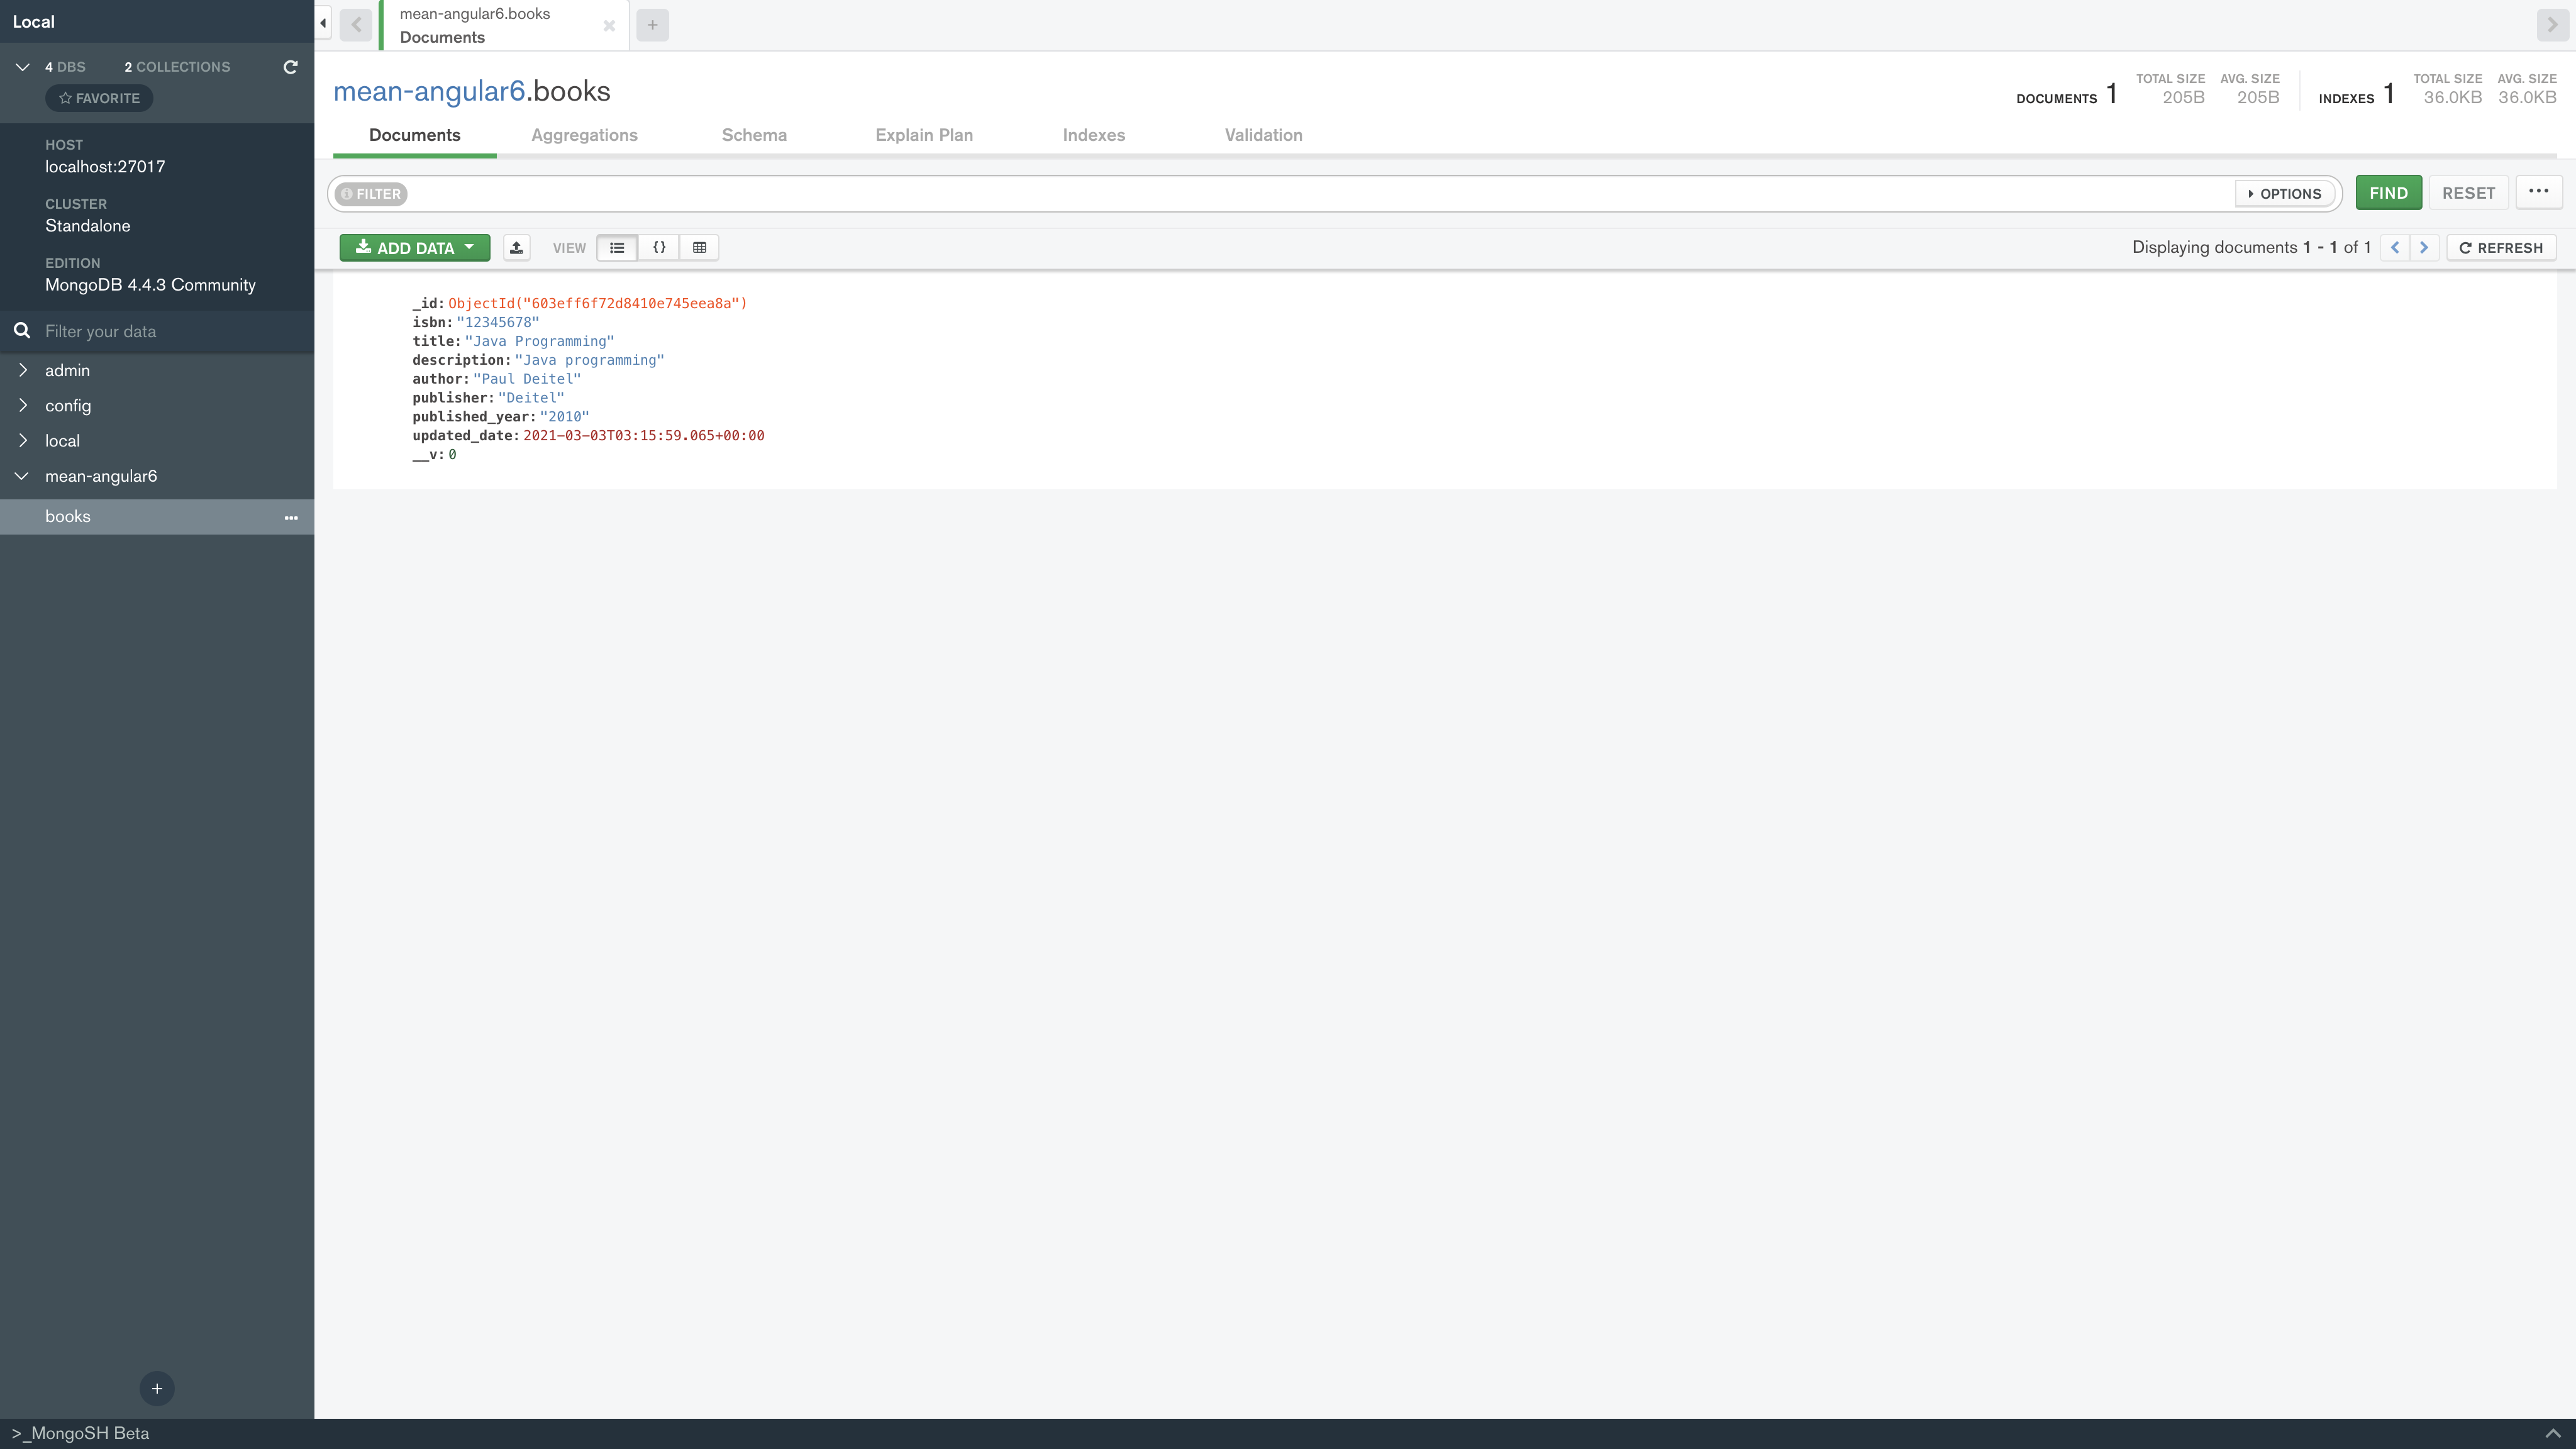 Local
4 DBS 2 COLLECTIONS
FAVORITE
HOST
localhost:27017
CLUSTER
Standalone
EDITION
MongoDB 4.4.3 Community
Filter your data
admin
config
local
mean-angular6
books
>_MongoSH Beta
mean-angular6.books
Documents
mean-angular6.books
DOCUMENTS 1 TOTAL SIZE 205B AVG. SIZE 205B INDEXES 1 TOTAL SIZE 36.0KB AVG. SIZE 36.0KB
Documents Aggregations Schema Explain Plan Indexes Validation
FILTER OPTIONS FIND RESET
ADD DATA VIEW {} Displaying documents 1 - 1 of 1 REFRESH
_id: ObjectId("603eff6f72d8410e745eea8a")
isbn: "12345678"
title: "Java Programming"
description: "Java programming"
author: "Paul Deitel"
publisher: "Deitel"
published_year: "2010"
updated_date: 2021-03-03T03:15:59.065+00:00
__v: 0